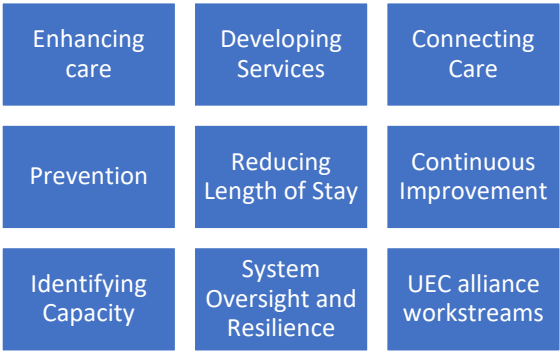 Enhancing
care
Developing
Services
Connecting
Care
Prevention
Reducing
Length of Stay
Continuous
Improvement
Identifying
Capacity
System
Oversight and
Resilience
UEC alliance
workstreams